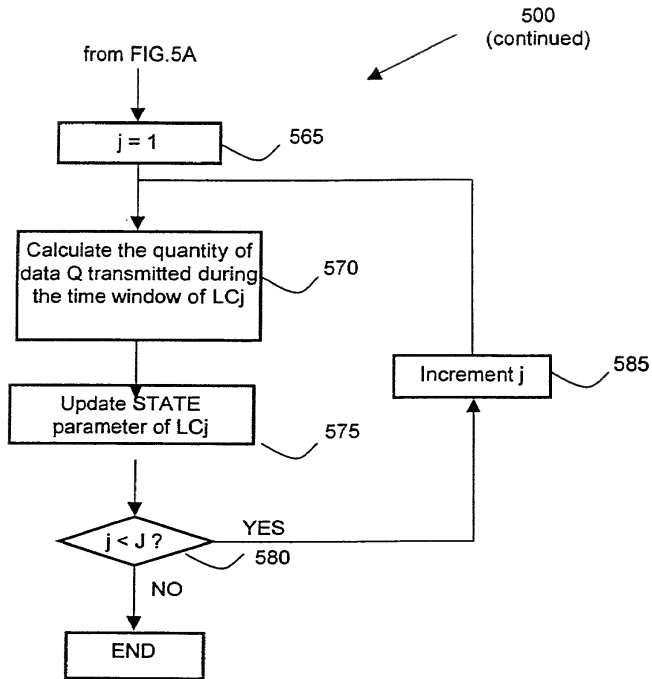 500
(continued)
from FIG.5A
j = 1
565
Calculate the quantity of
data Q transmitted during
the time window of LCj
570
Update STATE
parameter of LCj
575
Increment j
585
j < J ?
YES
580
NO
END